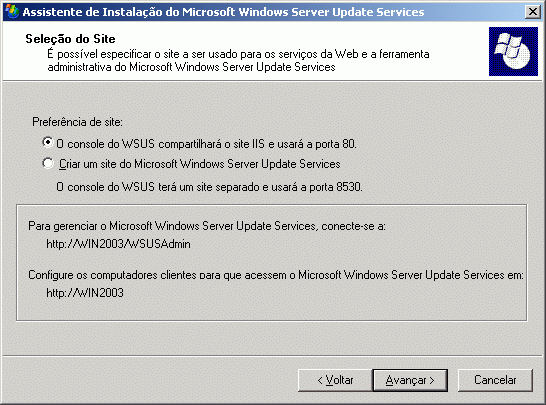 Assistente de Instalação do Microsoft Windows Server Update Services
Seleção do Site
É possível especificar o site a ser usado para os serviços da Web e a ferramenta
administrativa do Microsoft Windows Server Update Services
Preferência de site:
O console do WSUS compartilhará o site IIS e usará a porta 80.
Criar um site do Microsoft Windows Server Update Services
O console do WSUS terá um site separado e usará a porta 8530.
Para gerenciar o Microsoft Windows Server Update Services, conecte-se a:
http://WIN2003/WSUSAdmin
Configure os computadores clientes para que acessem o Microsoft Windows Server Update Services em:
http://WIN2003
< Voltar
Avançar >
Cancelar